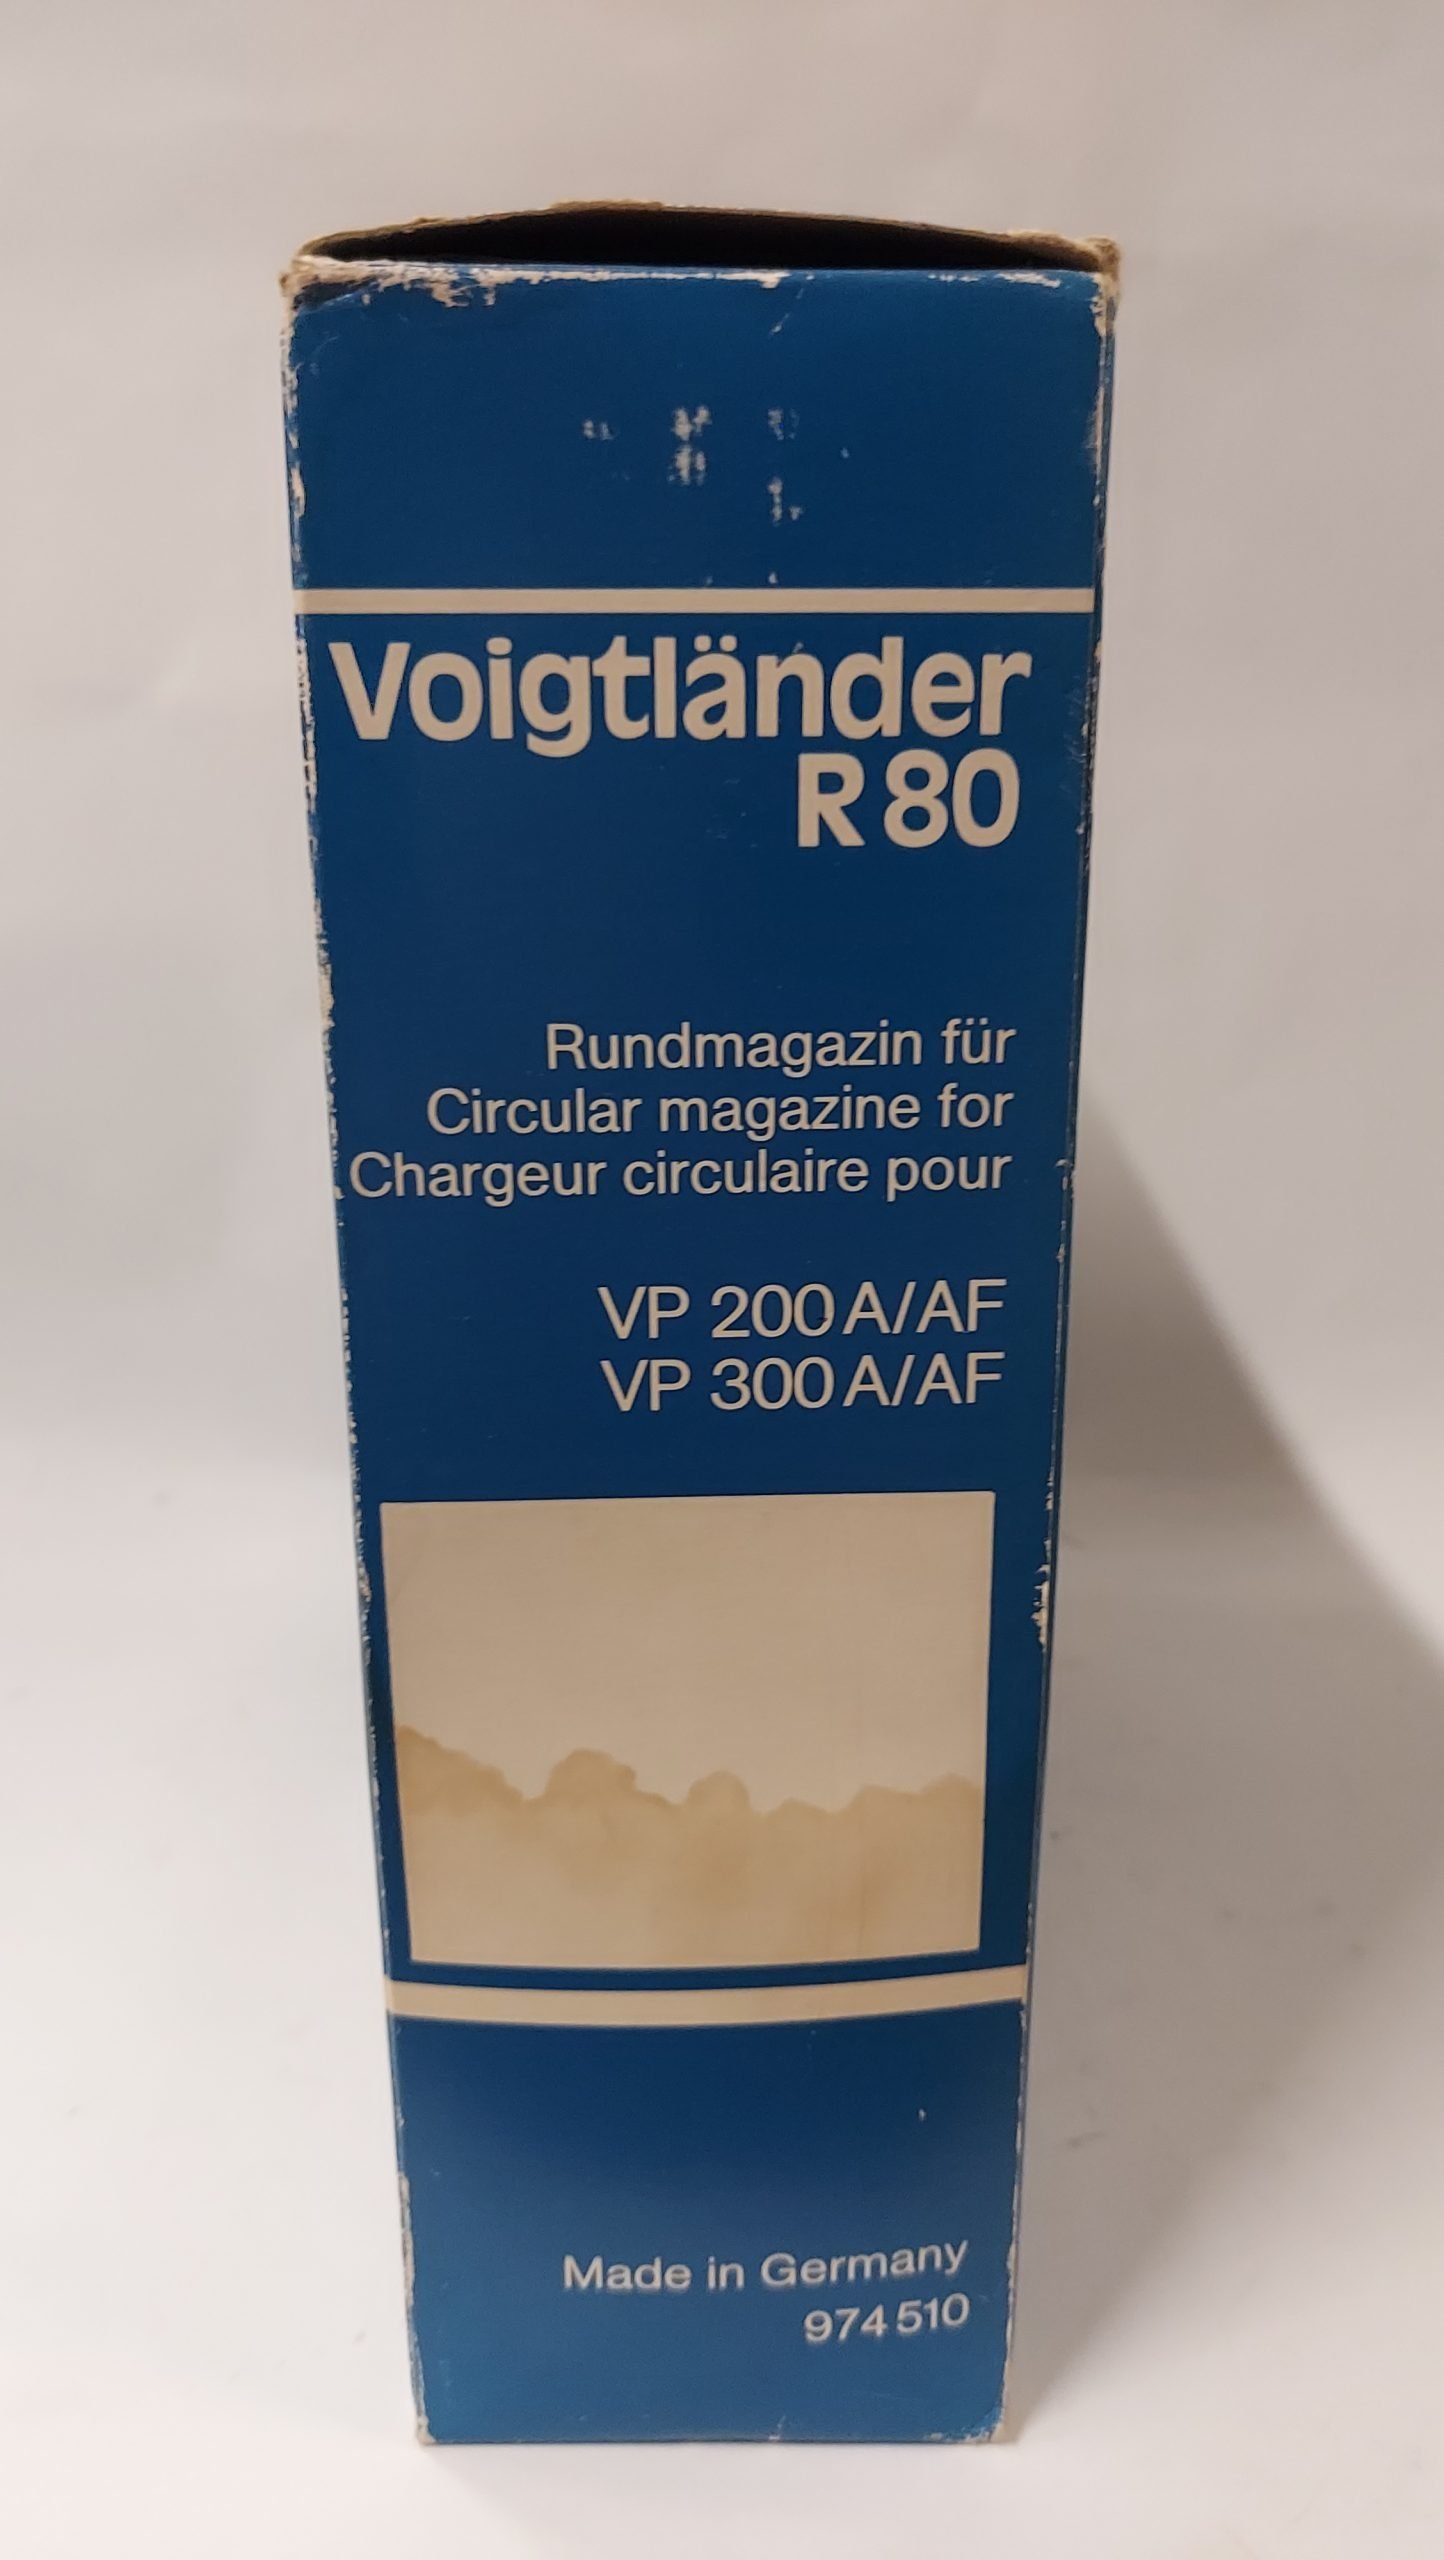 Voigtländer
R 80
Rundmagazin für
Circular magazine for
Chargeur circulaire pour
VP 200 A/AF
VP 300 A/AF
Made in Germany
974 510